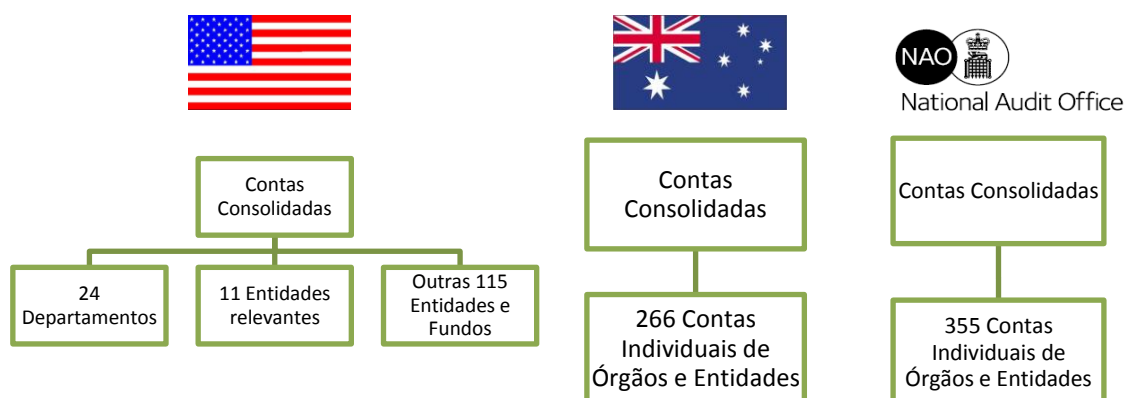 NAO
National Audit Office
Contas
Consolidadas
24
Departamentos
11 Entidades
relevantes
Outras 115
Entidades e
Fundos
Contas
Consolidadas
266 Contas
Individuais de
Órgãos e Entidades
Contas Consolidadas
355 Contas
Individuais de
Órgãos e Entidades